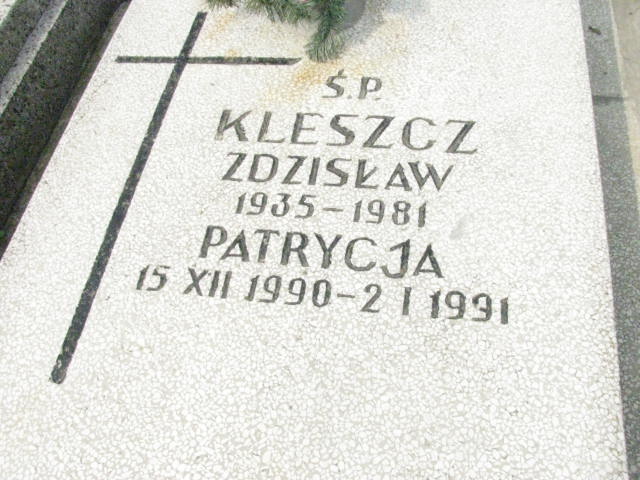 Ś.P.
KLESZCZ
ZDZISŁAW
1935-1981
PATRYCJA
15 XII 1990-2 I 1991